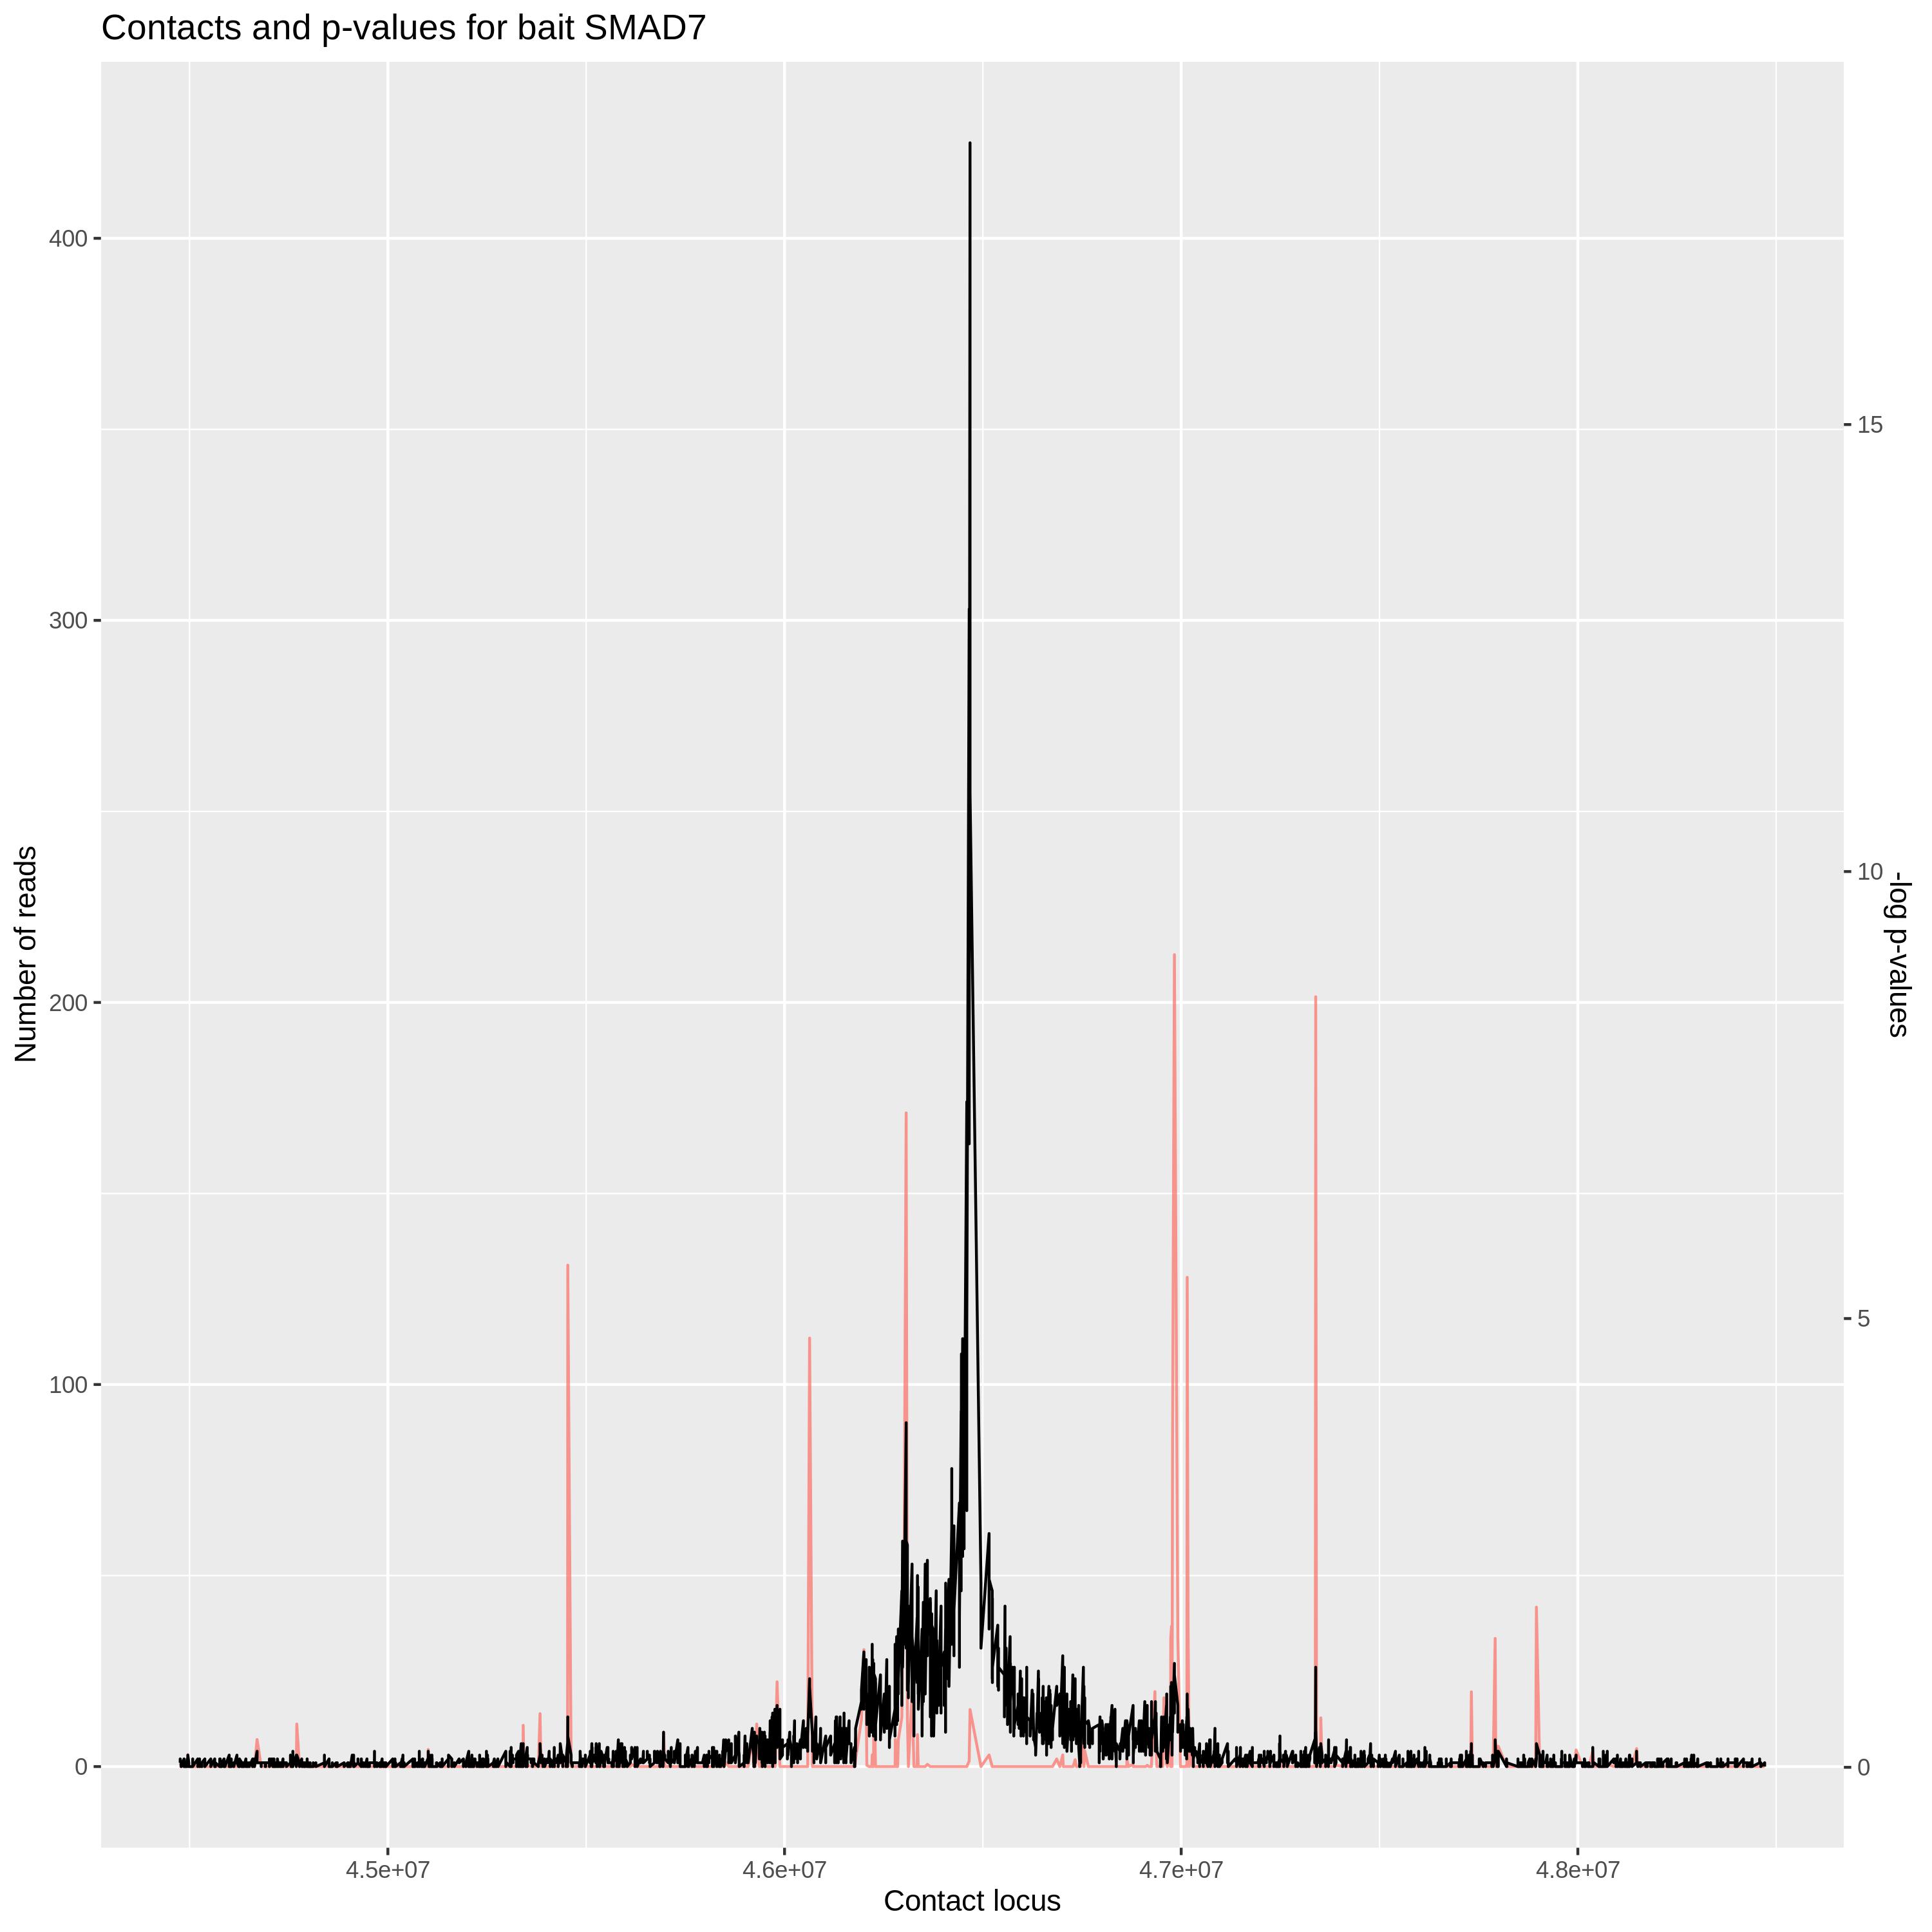 Contacts and p-values for bait SMAD7
400
300
200
100
0
Number of reads
15
10
5
0
-log p-values
4.5e+07 4.6e+07 4.7e+07 4.8e+07
Contact locus